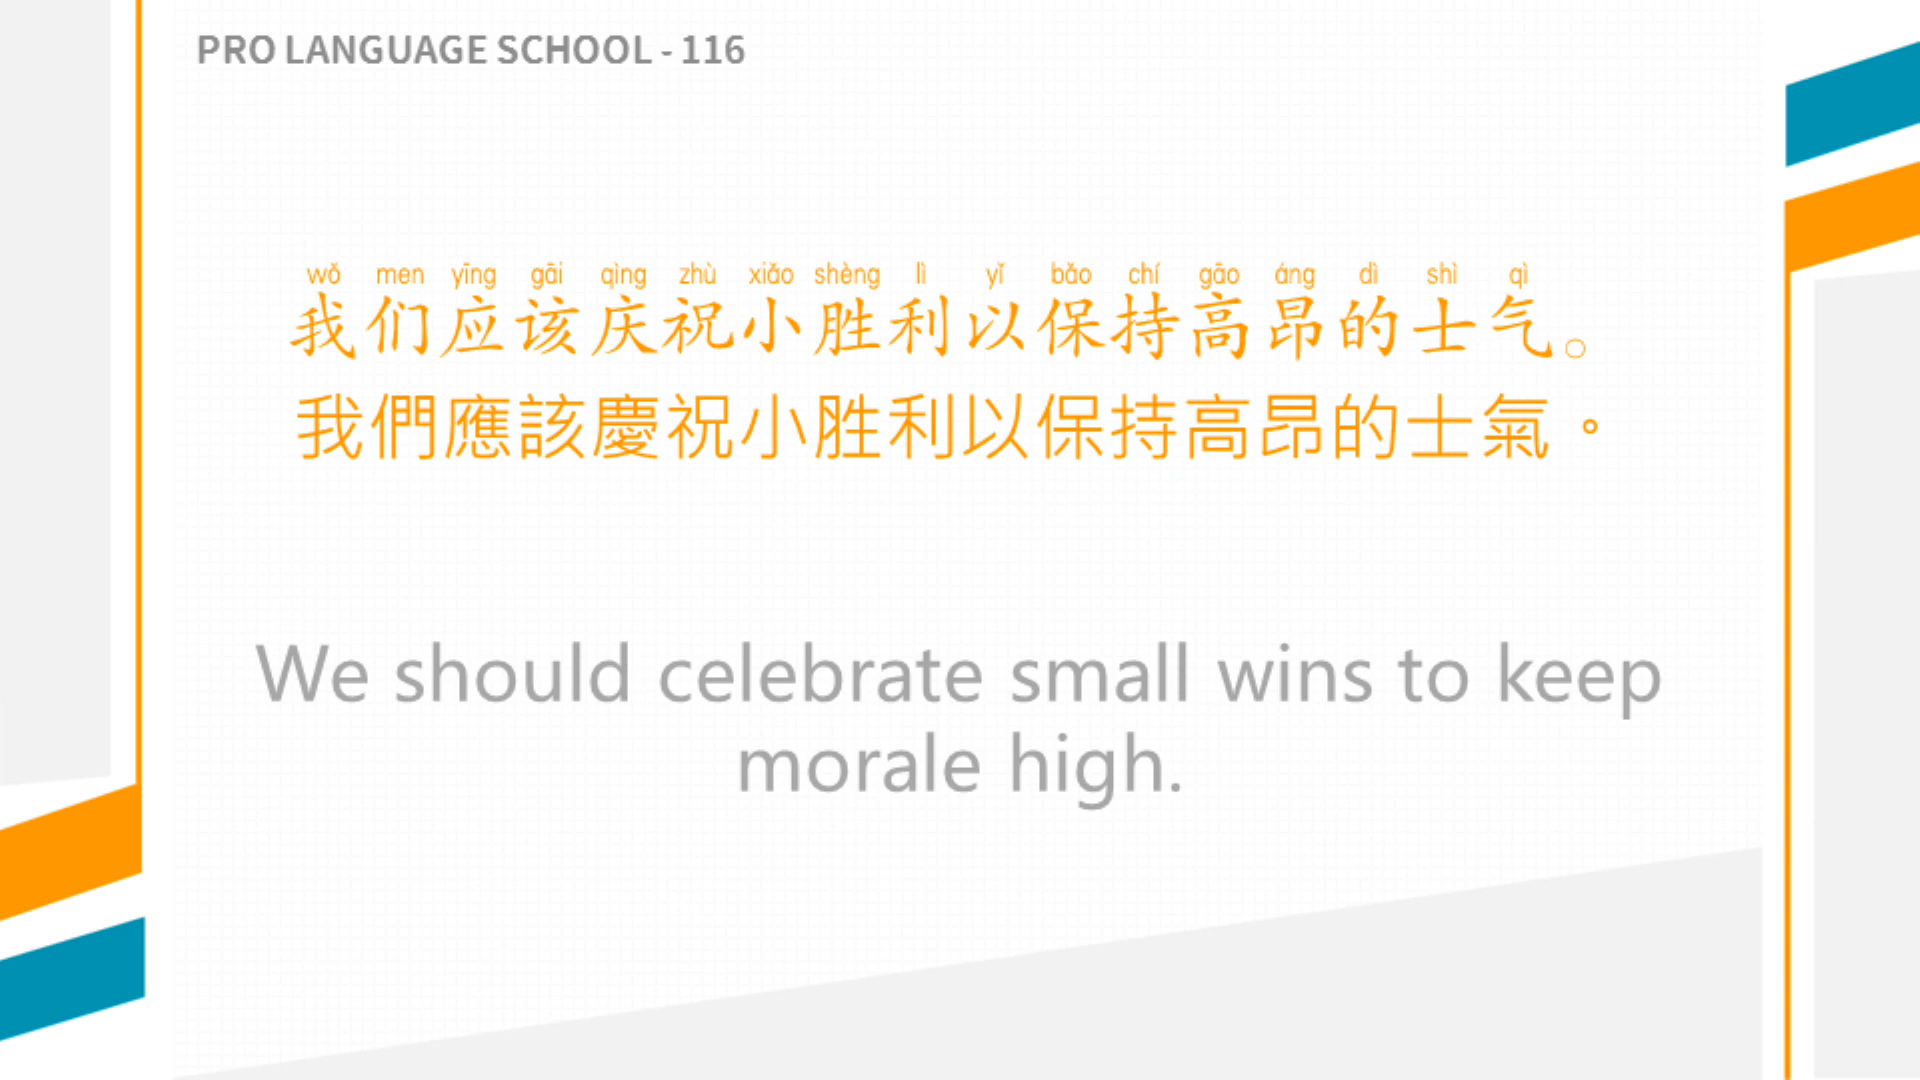 PRO LANGUAGE SCHOOL - 116
wǒ men yīng gāi qìng zhù xiǎo shèng lì yǐ bǎo chí gāo áng dì shì qì
我们应该庆祝小胜利以保持高昂的士气。
我們應該慶祝小胜利以保持高昂的士氣。
We should celebrate small wins to keep
morale high.